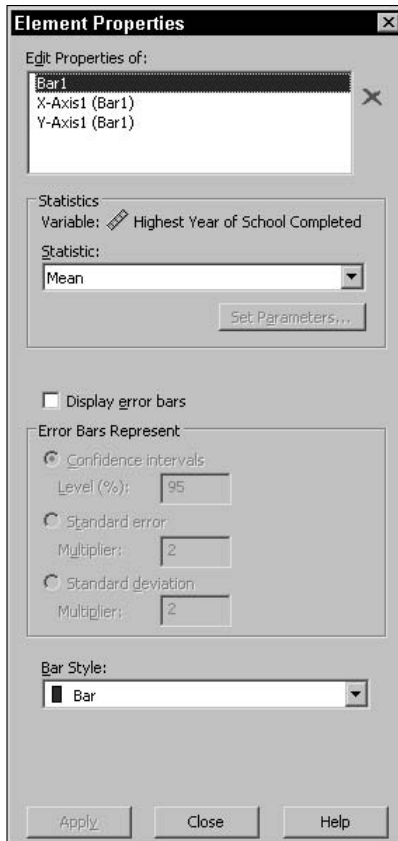 Element Properties
Edit Properties of:
Bar1
X-Axis1 (Bar1)
Y-Axis1 (Bar1)
Statistics
Variable: Highest Year of School Completed
Statistic:
Mean
Set Parameters...
Display error bars
Error Bars Represent
Confidence intervals
Level (%): 95
Standard error
Multiplier: 2
Standard deviation
Multiplier: 2
Bar Style:
Bar
Apply Close Help